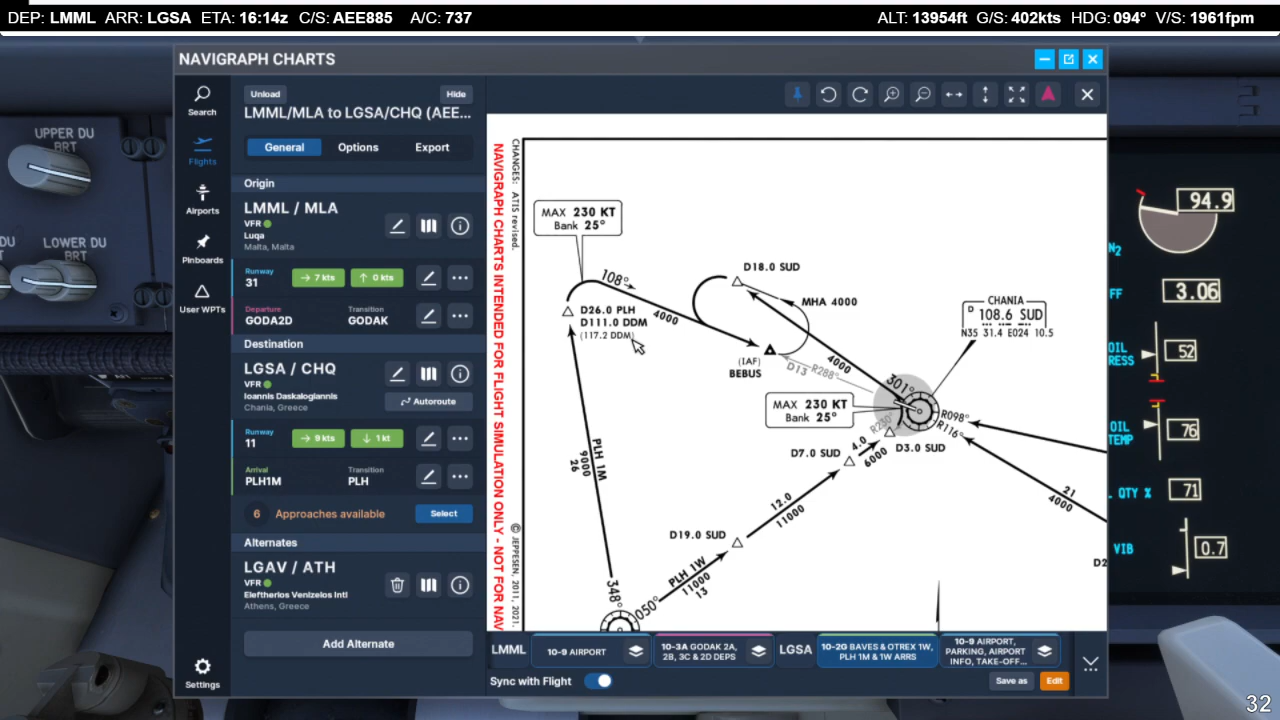 DEP: LMML ARR: LGSA ETA: 16:14z C/S: AEE885 A/C: 737
ALT: 13954ft G/S: 402kts HDG: 094° V/S: 1961fpm
UPPER DU
BRT
LOWER DU
BRT
DU
NAVIGRAPH CHARTS
Search
Flights
Airports
Pinboards
User WPTs
Settings
Unload
Hide
LMML/MLA to LGSA/CHQ (AEE...
General
Options
Export
Origin
LMML / MLA
VFR
Luqa
Malta, Malta
Runway
31
→ 7 kts
↑ 0 kts
Departure
GODA2D
Transition
GODAK
Destination
LGSA / CHQ
VFR
Ioannis Daskalogiannis
Chania, Greece
Autoroute
Runway
11
→ 9 kts
↓ 1 kt
Arrival
PLH1M
Transition
PLH
6 Approaches available
Select
Alternates
LGAV / ATH
VFR
Eleftherios Venizelos Intl
Athens, Greece
Add Alternate
NAVIGRAPH CHARTS INTENDED FOR FLIGHT SIMULATION ONLY - NOT FOR NAV
CHANGES: ATIS revised.
© JEPPESEN, 2011, 2021.
MAX 230 KT
Bank 25°
108°
4000
D26.0 PLH
D111.0 DDM
(117.2 DDM)
D18.0 SUD
MHA 4000
(IAF)
BEBUS
D13
R288°
4000
301°
CHANIA
D 108.6 SUD
N35 31.4 E024 10.5
MAX 230 KT
Bank 25°
R098°
R116°
D3.0 SUD
D7.0 SUD
4.0
6000
21
4000
12.0
11000
D19.0 SUD
PLH 1W
11000
13
050°
348°
PLH 1M
9000
26
LMML
10-9 AIRPORT
10-3A GODAK 2A,
2B, 3C & 2D DEPS
LGSA
10-2G BAVES & OTREX 1W,
PLH 1M & 1W ARRS
10-9 AIRPORT,
PARKING, AIRPORT
INFO, TAKE-OFF...
Sync with Flight
Save as
Edit
94.9
N2
FF
3.06
OIL
RESS
52
OIL
TEMP
76
L QTY %
71
VIB
0.7
32